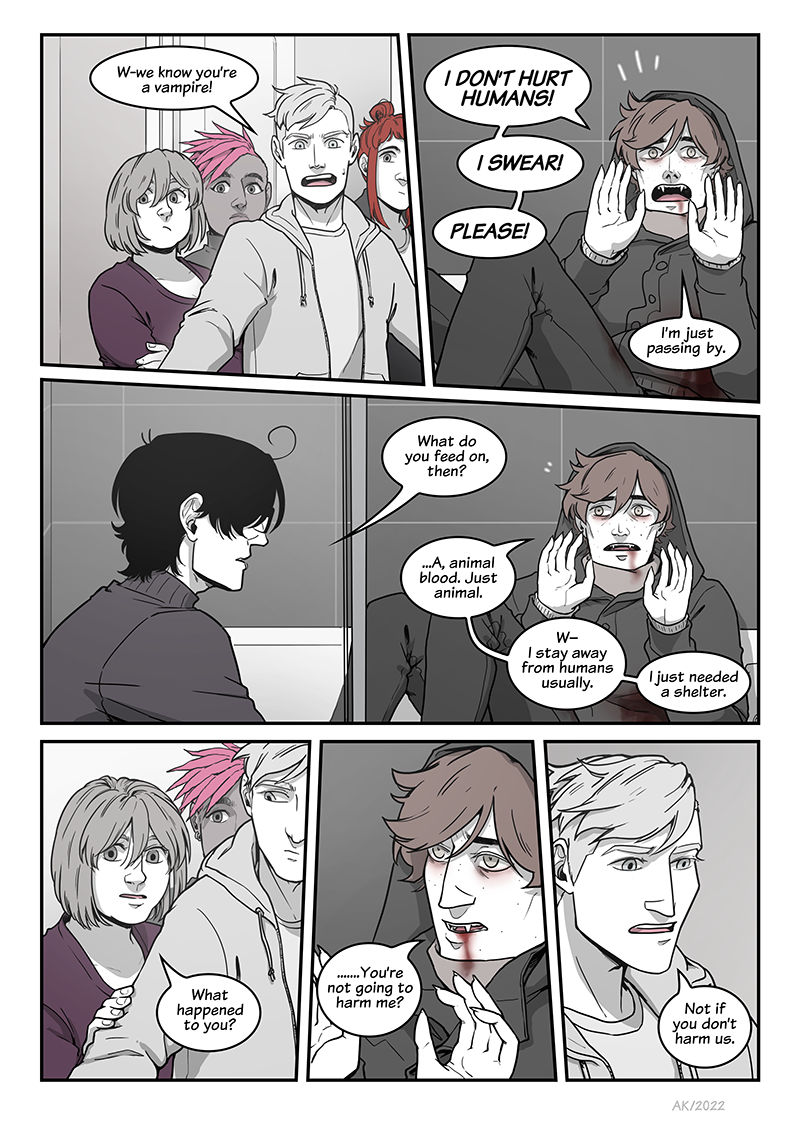 W-we know you're
a vampire!
I DON'T HURT
HUMANS!
I SWEAR!
PLEASE!
I'm just
passing by.
What do
you feed on,
then?
...A, animal
blood. Just
animal.
W–
I stay away
from humans
usually.
I just needed
a shelter.
What
happened
to you?
.......You're
not going to
harm me?
Not if
you don't
harm us.
AK/2022